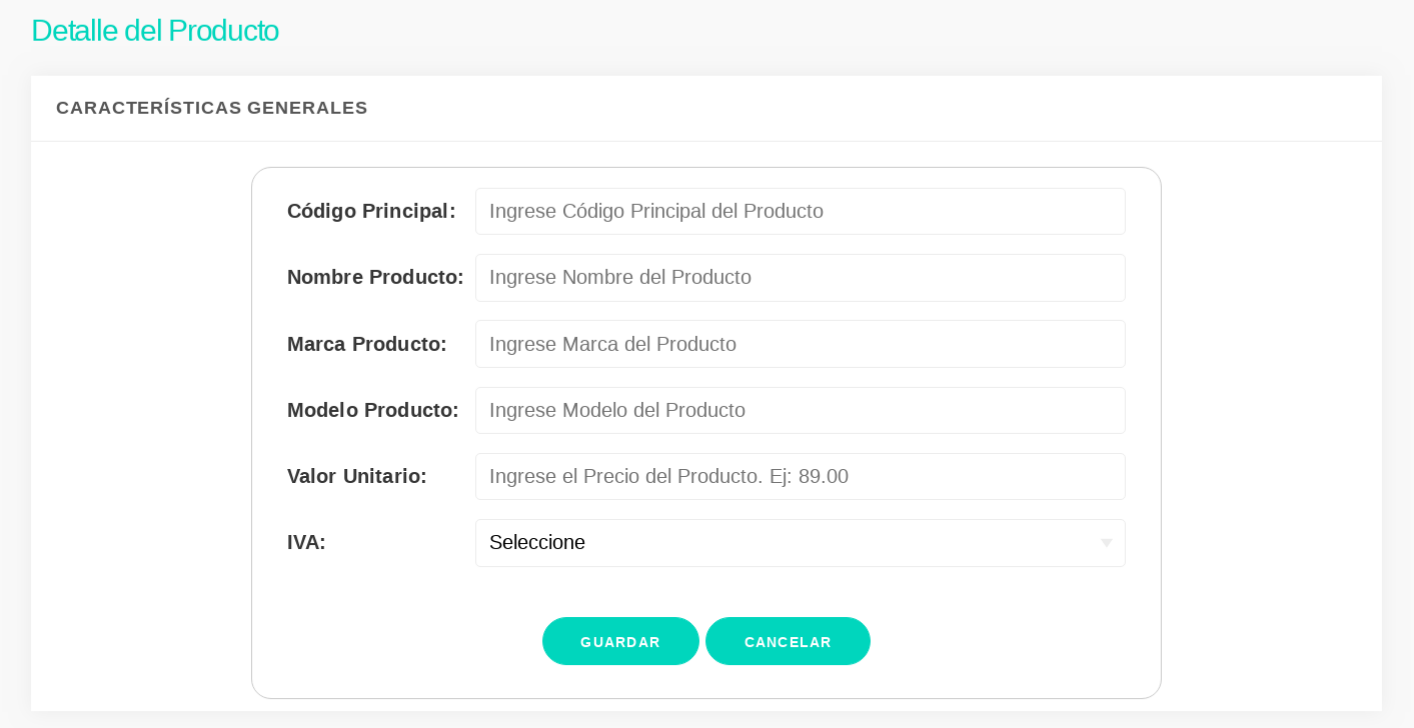 Detalle del Producto
CARACTERÍSTICAS GENERALES
Código Principal: Ingrese Código Principal del Producto
Nombre Producto: Ingrese Nombre del Producto
Marca Producto: Ingrese Marca del Producto
Modelo Producto: Ingrese Modelo del Producto
Valor Unitario: Ingrese el Precio del Producto. Ej: 89.00
IVA: Seleccione
GUARDAR CANCELAR